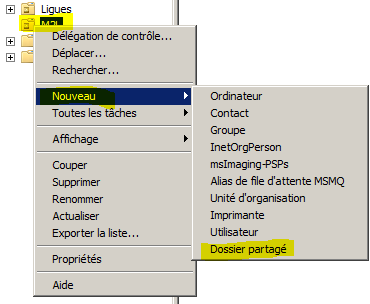 Ligues
M2L
Délégation de contrôle...
Déplacer...
Rechercher...
Nouveau
Toutes les tâches
Affichage
Couper
Supprimer
Renommer
Actualiser
Exporter la liste...
Propriétés
Aide
Ordinateur
Contact
Groupe
InetOrgPerson
msImaging-PSPs
Alias de file d'attente MSMQ
Unité d'organisation
Imprimante
Utilisateur
Dossier partagé